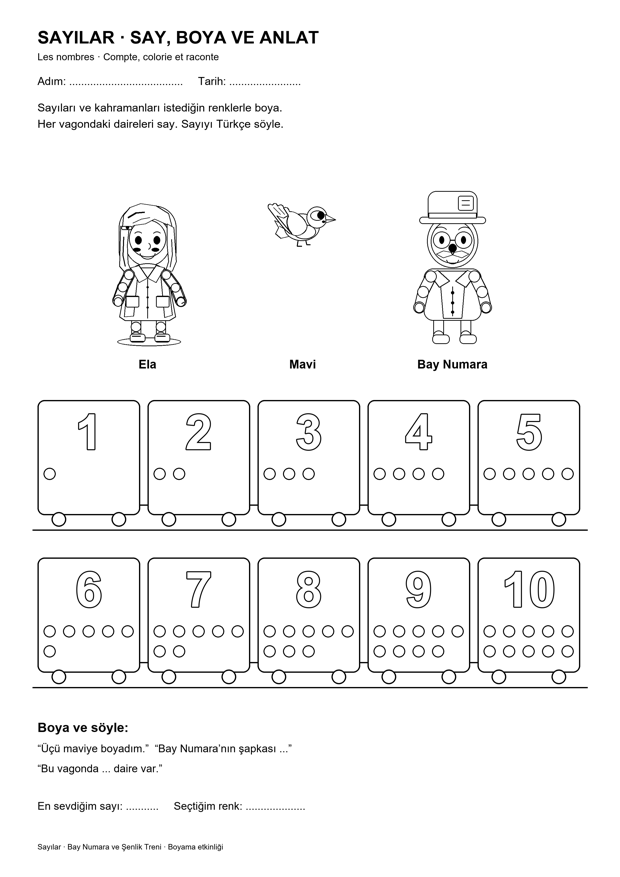 SAYILAR · SAY, BOYA VE ANLAT
Les nombres · Compte, colorie et raconte
Adım: ...................................... Tarih: ........................
Sayıları ve kahramanları istediğin renklerle boya.
Her vagondaki daireleri say. Sayıyı Türkçe söyle.
Ela Mavi Bay Numara
1 2 3 4 5
6 7 8 9 10
Boya ve söyle:
“Üçü maviye boyadım.” “Bay Numara’nın şapkası ...”
“Bu vagonda ... daire var.”
En sevdiğim sayı: ........... Seçtiğim renk: ....................
Sayılar · Bay Numara ve Şenlik Treni · Boyama etkinliği